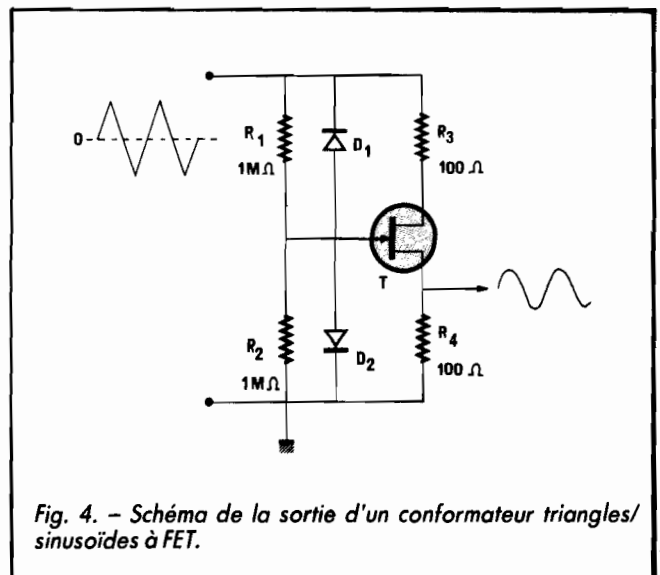 0
R1
1MΩ
D1
R3
100 Ω
T
R2
1MΩ
D2
R4
100 Ω
Fig. 4. – Schéma de la sortie d'un conformateur triangles/
sinusoïdes à FET.